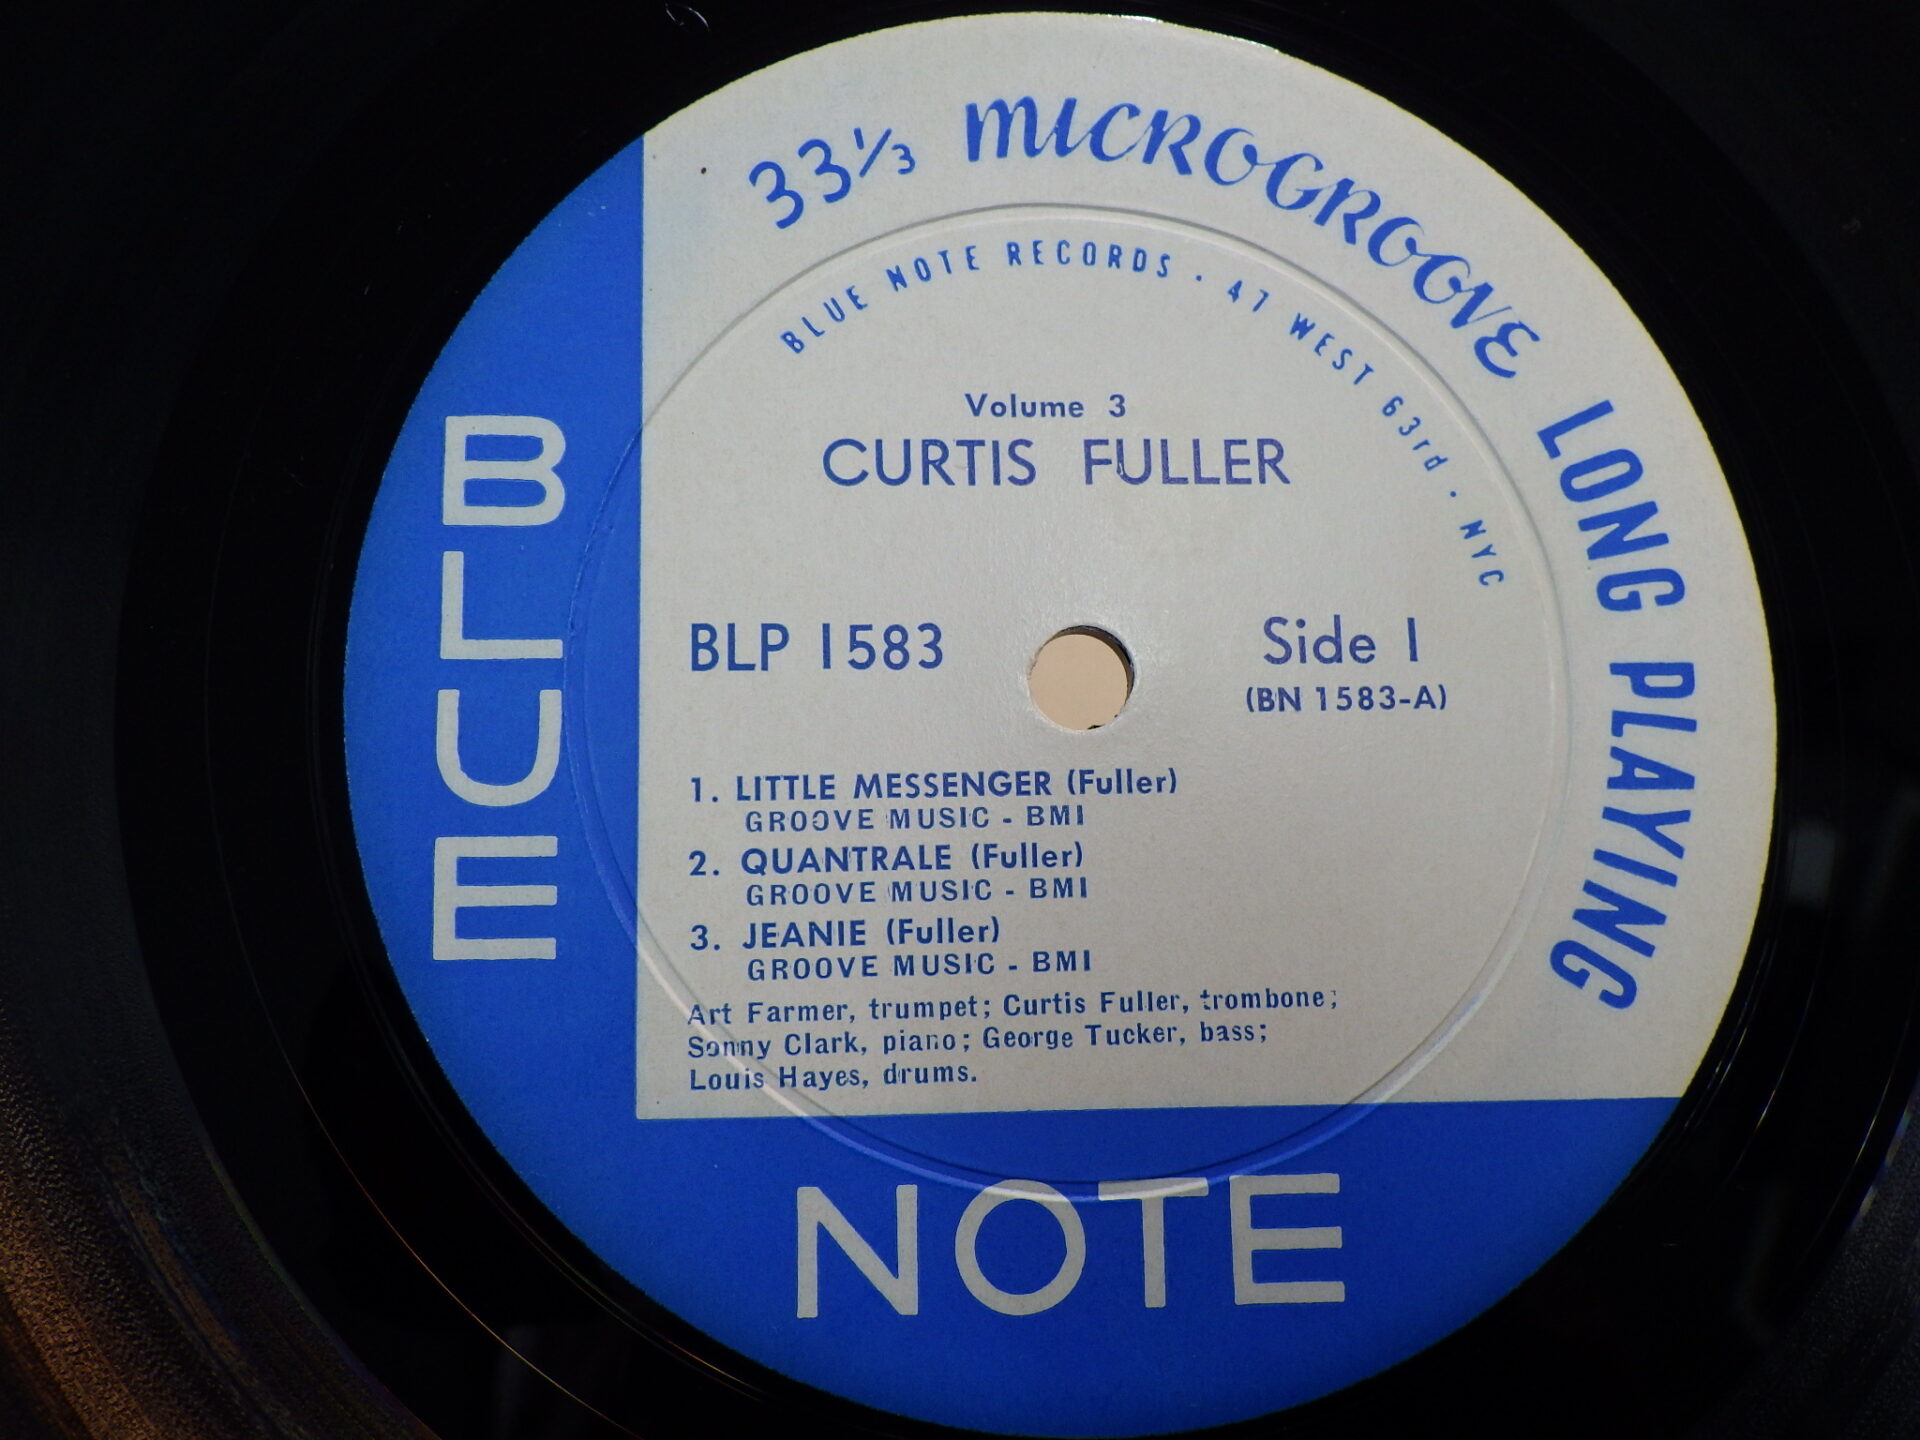 33⅓ MICROGROOVE LONG PLAYING
BLUE NOTE RECORDS · 47 WEST 63rd · NYC
Volume 3
CURTIS FULLER
BLP 1583
Side 1
(BN 1583-A)
1. LITTLE MESSENGER (Fuller)
GROOVE MUSIC - BMI
2. QUANTRALE (Fuller)
GROOVE MUSIC - BMI
3. JEANIE (Fuller)
GROOVE MUSIC - BMI
Art Farmer, trumpet; Curtis Fuller, trombone;
Sonny Clark, piano; George Tucker, bass;
Louis Hayes, drums.
BLUE
NOTE